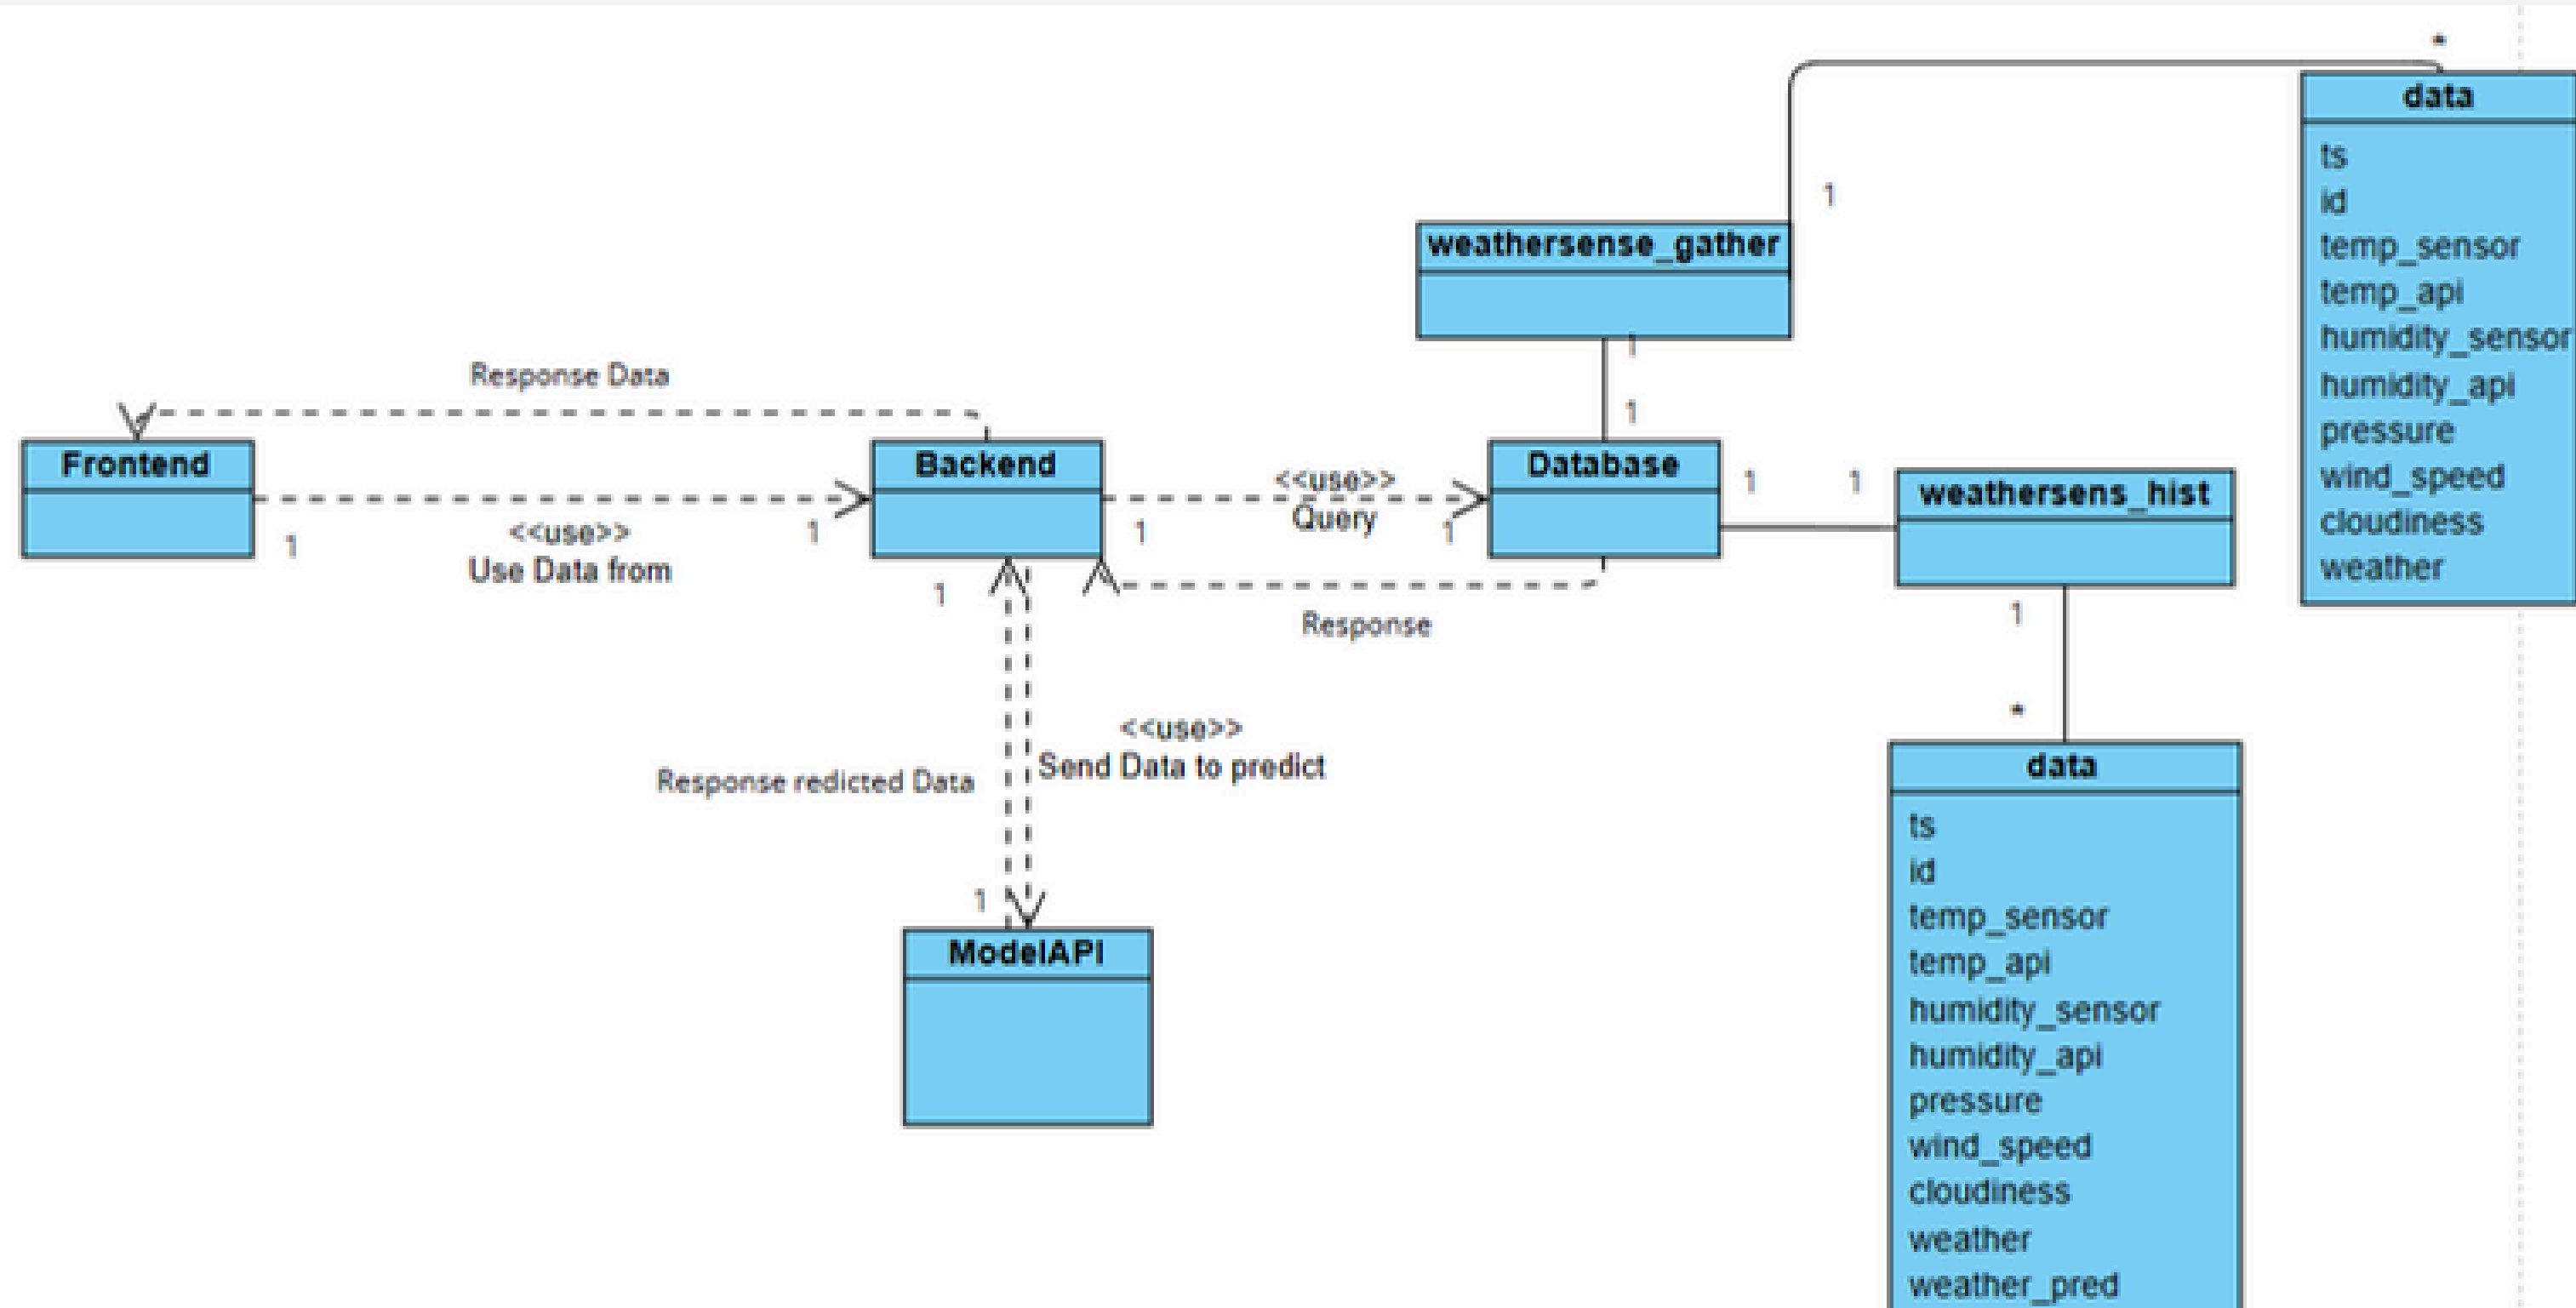 *
data
ts
id
temp_sensor
temp_api
humidity_sensor
humidity_api
pressure
wind_speed
cloudiness
weather
1
weathersense_gather
1
1
Response Data
Frontend
1
<<use>>
Use Data from
1
Backend
1
<<use>>
Query
1
Database
1
1
weathersens_hist
Response
1
1
*
<<use>>
Send Data to predict
Response redicted Data
1
ModelAPI
data
ts
id
temp_sensor
temp_api
humidity_sensor
humidity_api
pressure
wind_speed
cloudiness
weather
weather_pred